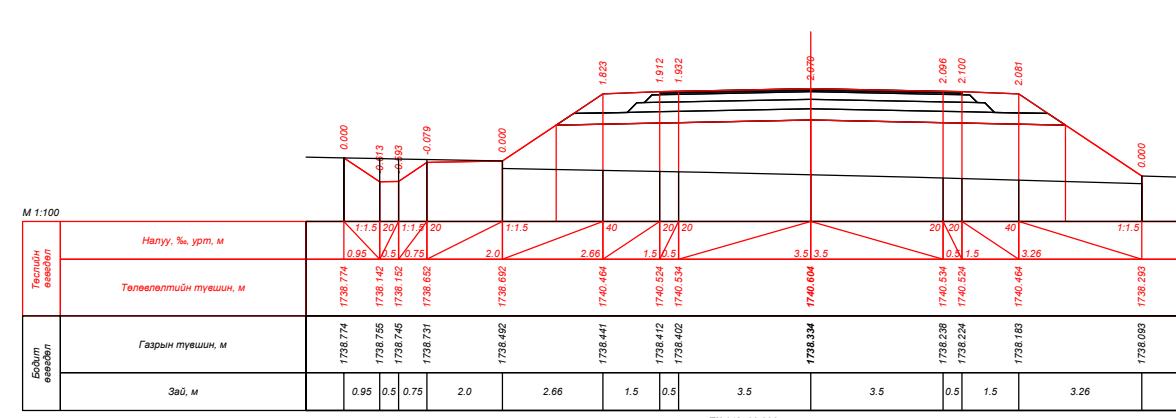 0.000 -0.613 -0.593 -0.079 0.000 1.823 1.912 1.932 2.070 2.096 2.100 2.081 0.000
М 1:100
Төслийн өгөгдөл
Налуу, ‰, урт, м
1:1.5 20 1:1.5 20 1:1.5 40 20 20 20 20 40 1:1.5
0.95 0.5 0.75 2.0 2.66 1.5 0.5 3.5 3.5 0.5 1.5 3.26
Төлөвлөлтийн түвшин, м
1738.774 1738.142 1738.152 1738.652 1738.692 1740.464 1740.524 1740.534 1740.604 1740.534 1740.524 1740.464 1738.293
Бодит өгөгдөл
Газрын түвшин, м
1738.774 1738.755 1738.745 1738.731 1738.492 1738.441 1738.412 1738.402 1738.334 1738.238 1738.224 1738.183 1738.093
Зай, м
0.95 0.5 0.75 2.0 2.66 1.5 0.5 3.5 3.5 0.5 1.5 3.26